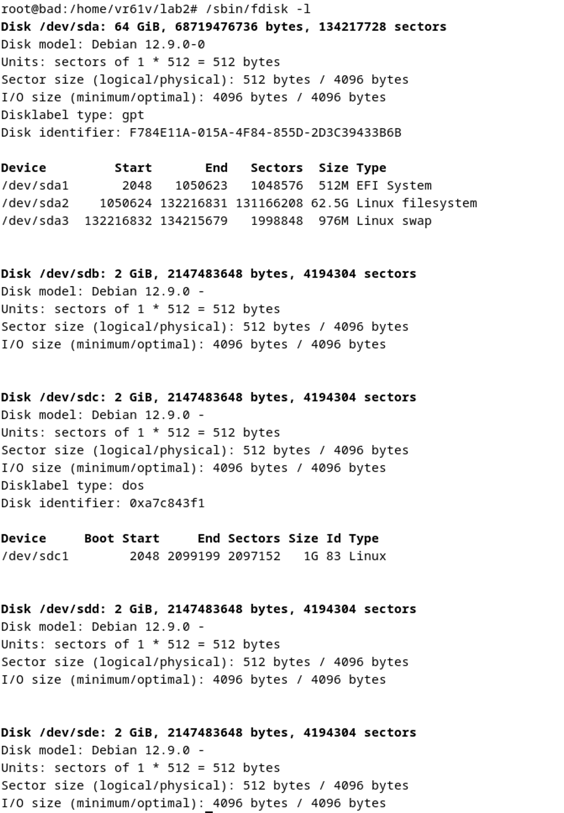 root@bad:/home/vr61v/lab2# /sbin/fdisk -l
Disk /dev/sda: 64 GiB, 68719476736 bytes, 134217728 sectors
Disk model: Debian 12.9.0-0
Units: sectors of 1 * 512 = 512 bytes
Sector size (logical/physical): 512 bytes / 4096 bytes
I/O size (minimum/optimal): 4096 bytes / 4096 bytes
Disklabel type: gpt
Disk identifier: F784E11A-015A-4F84-855D-2D3C39433B6B
Device Start End Sectors Size Type
/dev/sda1 2048 1050623 1048576 512M EFI System
/dev/sda2 1050624 132216831 131166208 62.5G Linux filesystem
/dev/sda3 132216832 134215679 1998848 976M Linux swap
Disk /dev/sdb: 2 GiB, 2147483648 bytes, 4194304 sectors
Disk model: Debian 12.9.0 -
Units: sectors of 1 * 512 = 512 bytes
Sector size (logical/physical): 512 bytes / 4096 bytes
I/O size (minimum/optimal): 4096 bytes / 4096 bytes
Disk /dev/sdc: 2 GiB, 2147483648 bytes, 4194304 sectors
Disk model: Debian 12.9.0 -
Units: sectors of 1 * 512 = 512 bytes
Sector size (logical/physical): 512 bytes / 4096 bytes
I/O size (minimum/optimal): 4096 bytes / 4096 bytes
Disklabel type: dos
Disk identifier: 0xa7c843f1
Device Boot Start End Sectors Size Id Type
/dev/sdc1 2048 2099199 2097152 1G 83 Linux
Disk /dev/sdd: 2 GiB, 2147483648 bytes, 4194304 sectors
Disk model: Debian 12.9.0 -
Units: sectors of 1 * 512 = 512 bytes
Sector size (logical/physical): 512 bytes / 4096 bytes
I/O size (minimum/optimal): 4096 bytes / 4096 bytes
Disk /dev/sde: 2 GiB, 2147483648 bytes, 4194304 sectors
Disk model: Debian 12.9.0 -
Units: sectors of 1 * 512 = 512 bytes
Sector size (logical/physical): 512 bytes / 4096 bytes
I/O size (minimum/optimal): 4096 bytes / 4096 bytes